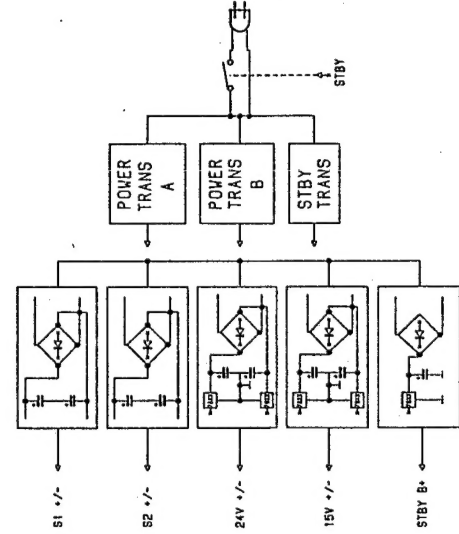 STBY
POWER
TRANS
A
POWER
TRANS
B
STBY
TRANS
S1 +/-
S2 +/-
24V +/-
15V +/-
STBY B+